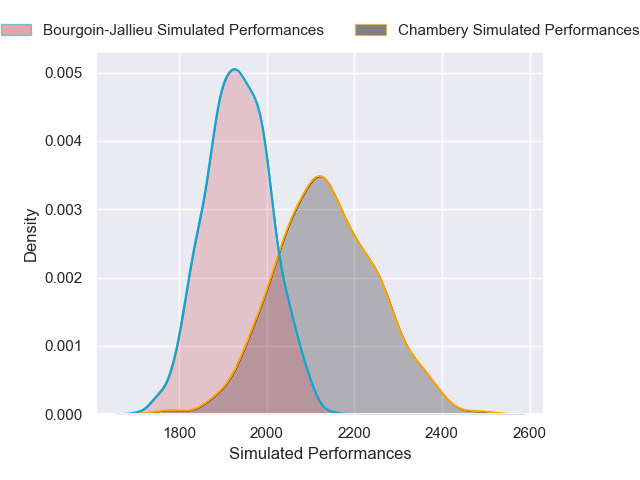 Bourgoin-Jallieu Simulated Performances
Chambery Simulated Performances
0.005
0.004
0.003
0.002
0.001
0.000
Density
1800
2000
2200
2400
2600
Simulated Performances